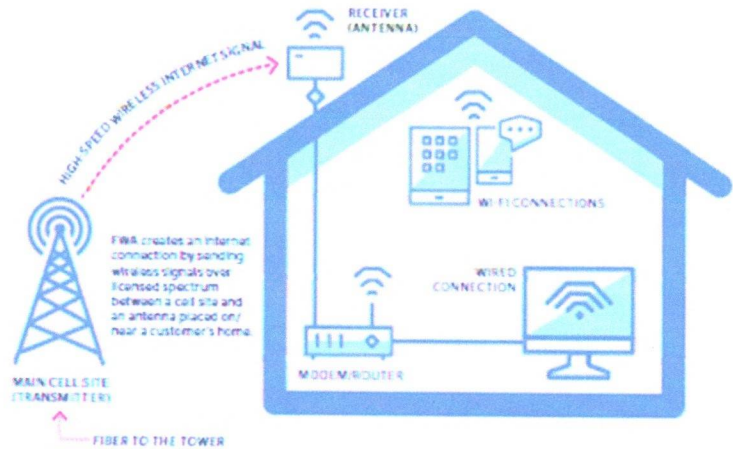 RECEIVER
(ANTENNA)
HIGH-SPEED WIRELESS INTERNET SIGNAL
WI-FI CONNECTIONS
FWA creates an internet
connection by sending
wireless signals over
licensed spectrum
between a cell site and
an antenna placed on/
near a customer's home.
WIRED
CONNECTION
MODEM/ROUTER
MAIN CELL SITE
(TRANSMITTER)
FIBER TO THE TOWER